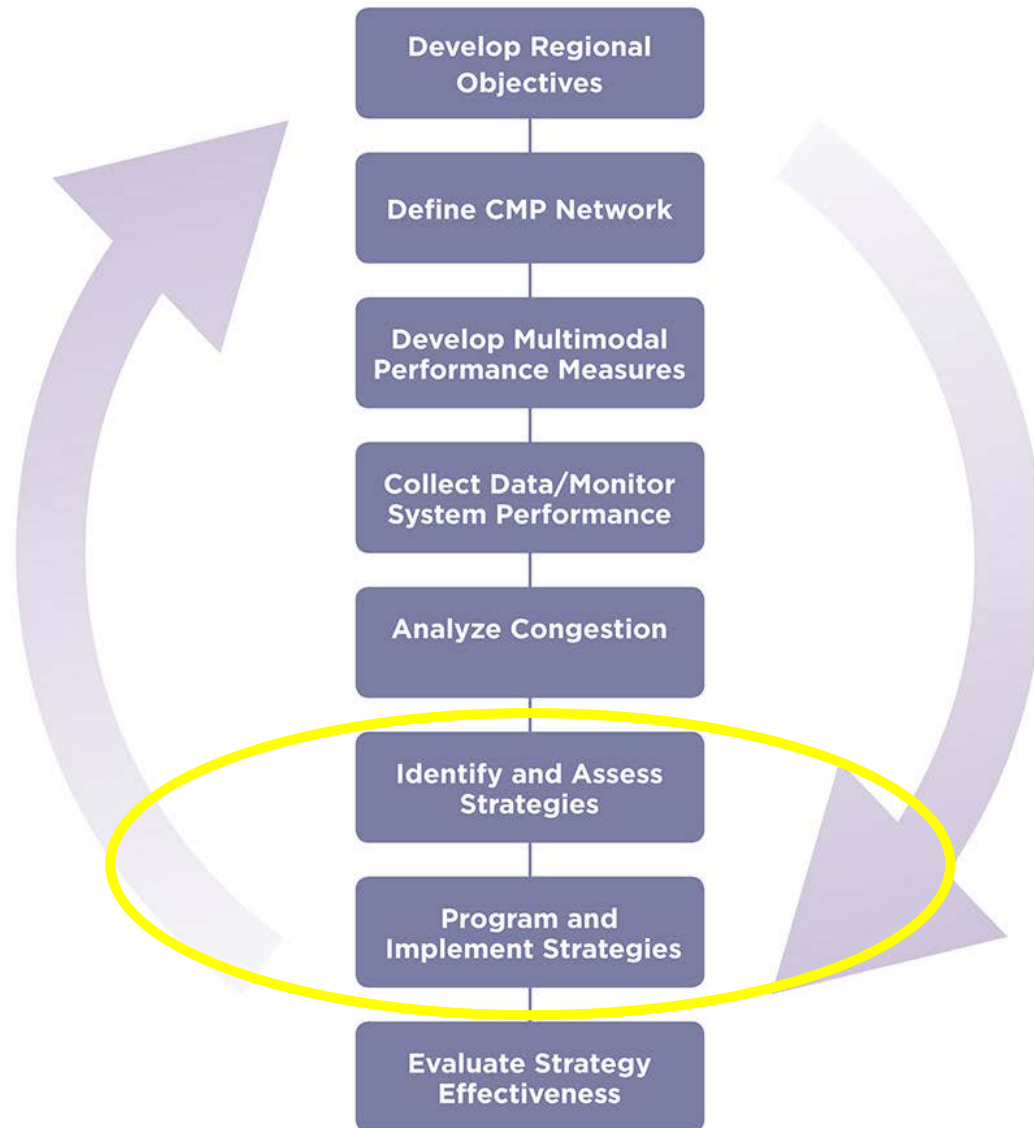 Develop Regional
Objectives
Define CMP Network
Develop Multimodal
Performance Measures
Collect Data/Monitor
System Performance
Analyze Congestion
Identify and Assess
Strategies
Program and
Implement Strategies
Evaluate Strategy
Effectiveness